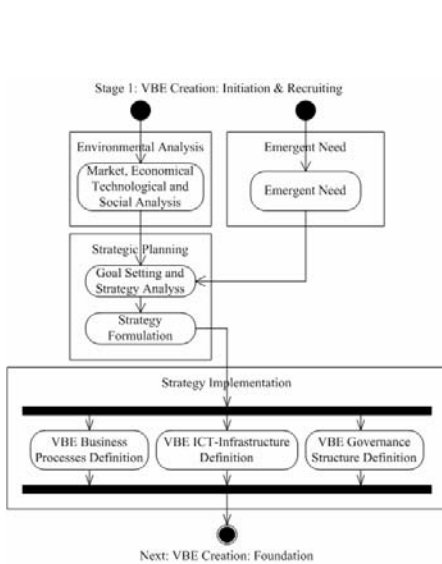 Stage 1: VBE Creation: Initiation & Recruiting
Environmental Analysis
Market, Economical
Technological and
Social Analysis
Emergent Need
Emergent Need
Strategic Planning
Goal Setting and
Strategy Analyss
Strategy
Formulation
Strategy Implementation
VBE Business
Processes Definition
VBE ICT-Infrastructure
Definition
VBE Governance
Structure Definition
Next: VBE Creation: Foundation